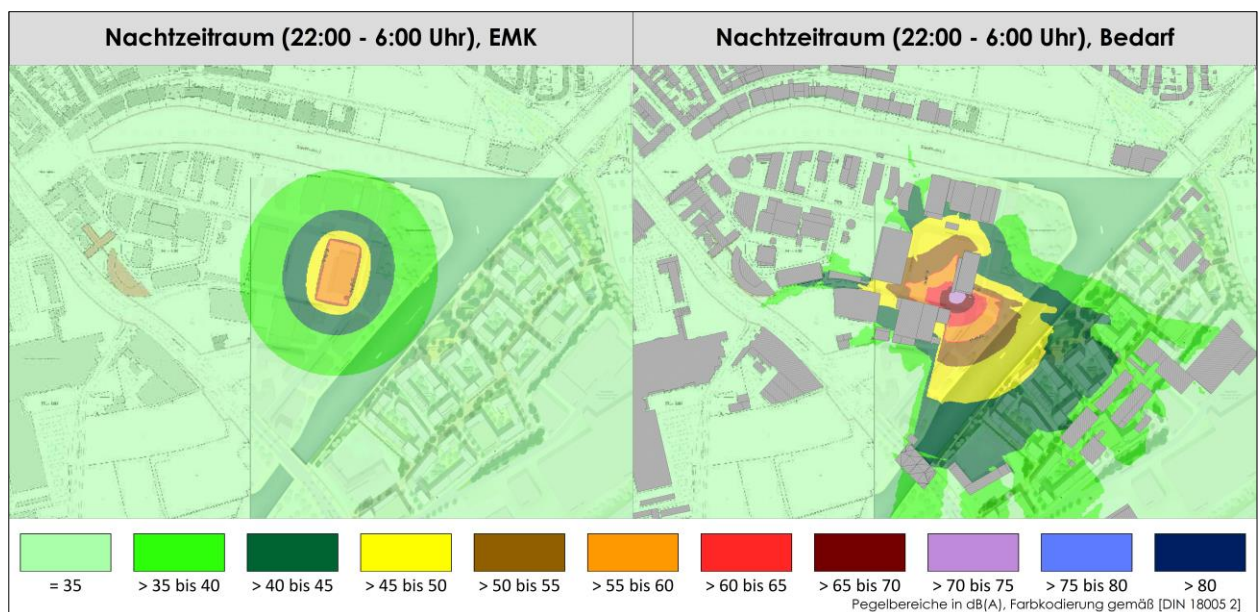 Nachtzeitraum (22:00 - 6:00 Uhr), EMK
Nachtzeitraum (22:00 - 6:00 Uhr), Bedarf
= 35
> 35 bis 40
> 40 bis 45
> 45 bis 50
> 50 bis 55
> 55 bis 60
> 60 bis 65
> 65 bis 70
> 70 bis 75
> 75 bis 80
> 80
Pegelbereiche in dB(A), Farbkodierung gemäß [DIN 18005 2]